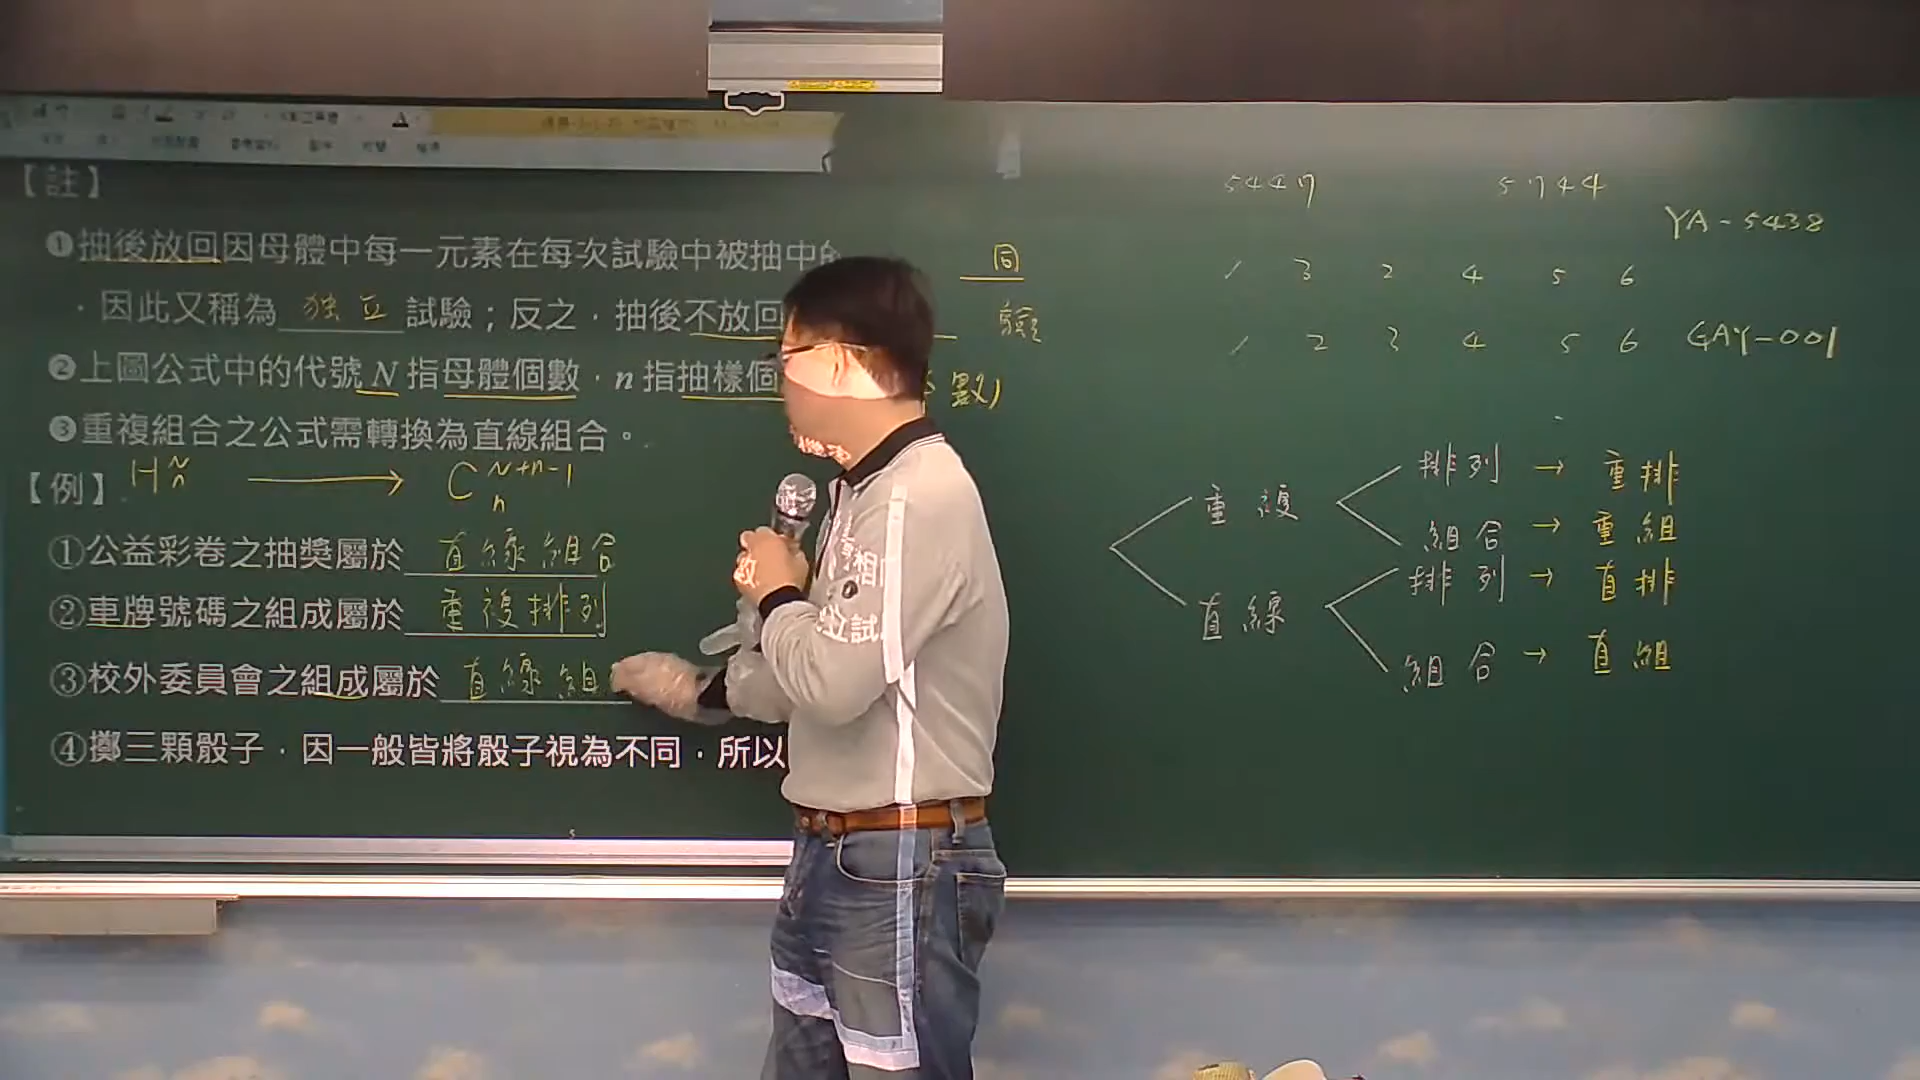 【註】
❶抽後放回因母體中每一元素在每次試驗中被抽中的 同
，因此又稱為 獨立 試驗；反之，抽後不放回 驗
❷上圖公式中的代號 N 指母體個數，n 指抽樣個 數)
❸重複組合之公式需轉換為直線組合。
【例】 H N n → C N+n-1 n
①公益彩卷之抽獎屬於 直線組合
②車牌號碼之組成屬於 重複排列
③校外委員會之組成屬於 直線組
④擲三顆骰子，因一般皆將骰子視為不同，所以
5447 5744
YA-5438
1 3 2 4 5 6
1 2 3 4 5 6 GAY-001
重複
排列 → 重排
組合 → 重組
直線
排列 → 直排
組合 → 直組